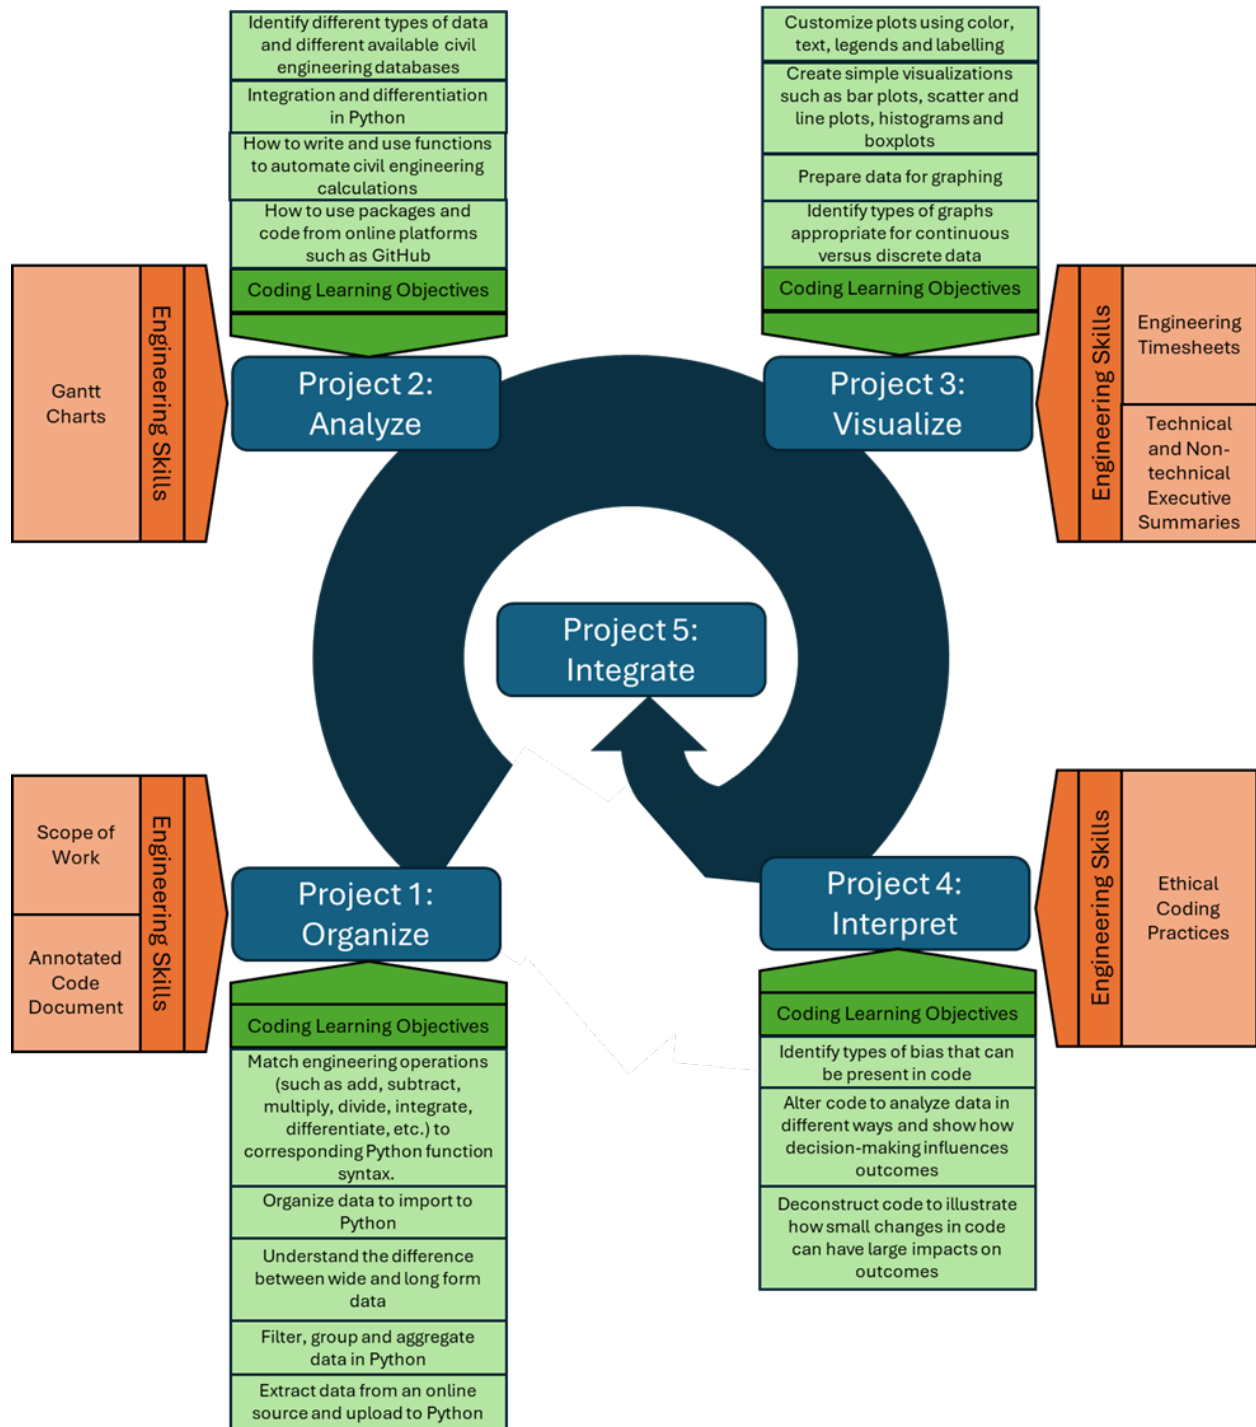 Identify different types of data
and different available civil
engineering databases
Integration and differentiation
in Python
How to write and use functions
to automate civil engineering
calculations
How to use packages and
code from online platforms
such as GitHub
Coding Learning Objectives
Engineering Skills
Gantt
Charts
Project 2:
Analyze
Customize plots using color,
text, legends and labelling
Create simple visualizations
such as bar plots, scatter and
line plots, histograms and
boxplots
Prepare data for graphing
Identify types of graphs
appropriate for continuous
versus discrete data
Coding Learning Objectives
Project 3:
Visualize
Engineering Skills
Engineering
Timesheets
Technical
and Non-
technical
Executive
Summaries
Project 5:
Integrate
Scope of
Work
Annotated
Code
Document
Engineering Skills
Project 1:
Organize
Coding Learning Objectives
Match engineering operations
(such as add, subtract,
multiply, divide, integrate,
differentiate, etc.) to
corresponding Python function
syntax.
Organize data to import to
Python
Understand the difference
between wide and long form
data
Filter, group and aggregate
data in Python
Extract data from an online
source and upload to Python
Project 4:
Interpret
Engineering Skills
Ethical
Coding
Practices
Coding Learning Objectives
Identify types of bias that can
be present in code
Alter code to analyze data in
different ways and show how
decision-making influences
outcomes
Deconstruct code to illustrate
how small changes in code
can have large impacts on
outcomes